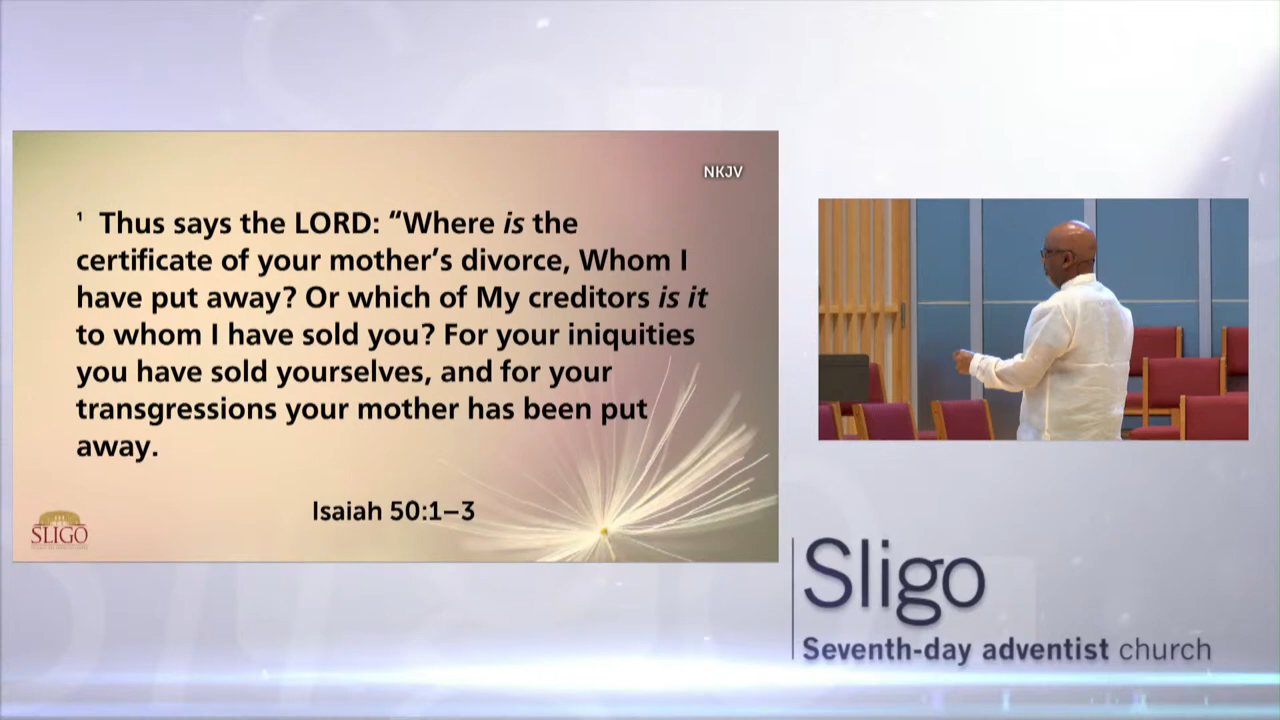 NKJV
¹ Thus says the LORD: “Where is the
certificate of your mother’s divorce, Whom I
have put away? Or which of My creditors is it
to whom I have sold you? For your iniquities
you have sold yourselves, and for your
transgressions your mother has been put
away.
Isaiah 50:1–3
SLIGO
Sligo
Seventh-day adventist church